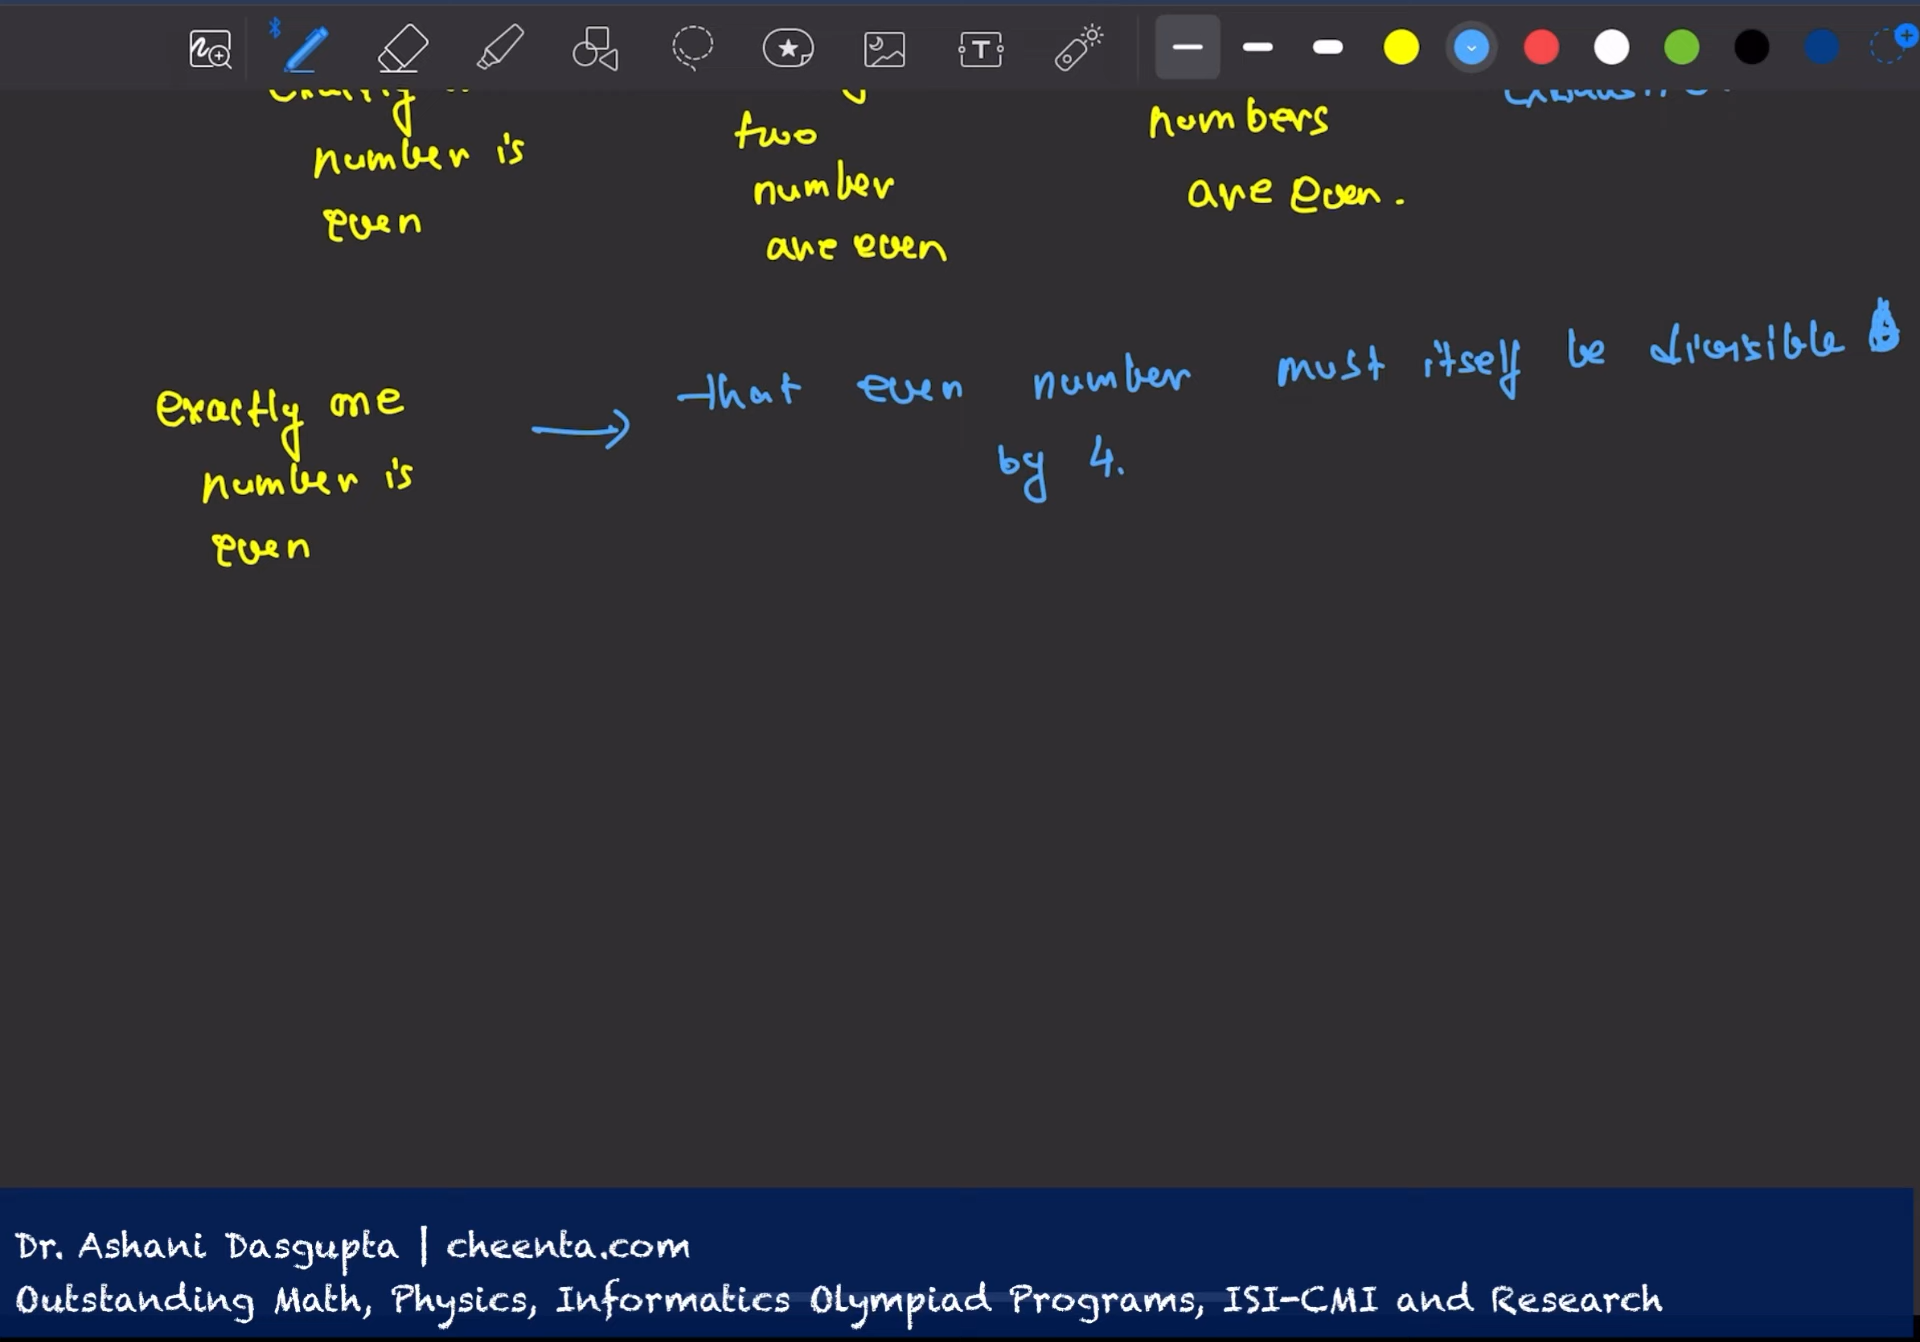 number is
even
two
number
are even
numbers
are even.
exactly one
number is
even
that even number must itself be divisible
by 4.
Dr. Ashani Dasgupta | cheenta.com
Outstanding Math, Physics, Informatics Olympiad Programs, ISI-CMI and Research